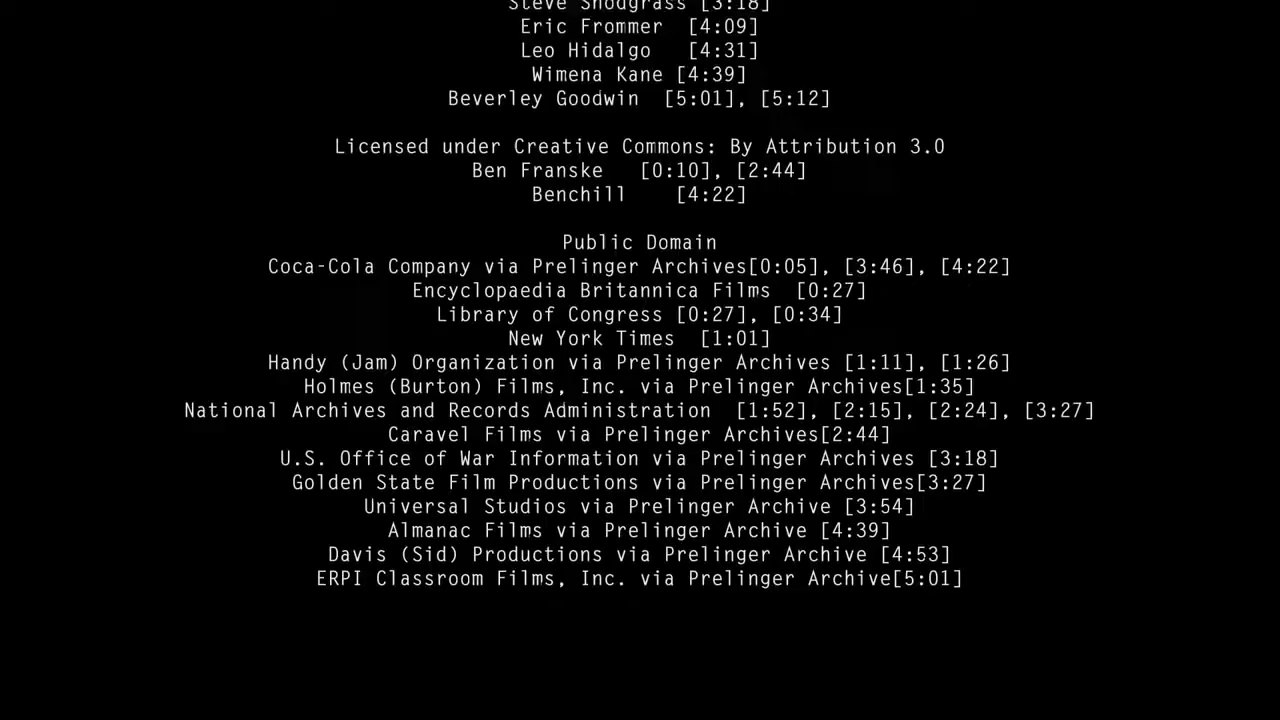 Steve Snodgrass [3:18]
Eric Frommer [4:09]
Leo Hidalgo [4:31]
Wimena Kane [4:39]
Beverley Goodwin [5:01], [5:12]
Licensed under Creative Commons: By Attribution 3.0
Ben Franske [0:10], [2:44]
Benchill [4:22]
Public Domain
Coca-Cola Company via Prelinger Archives[0:05], [3:46], [4:22]
Encyclopaedia Britannica Films [0:27]
Library of Congress [0:27], [0:34]
New York Times [1:01]
Handy (Jam) Organization via Prelinger Archives [1:11], [1:26]
Holmes (Burton) Films, Inc. via Prelinger Archives[1:35]
National Archives and Records Administration [1:52], [2:15], [2:24], [3:27]
Caravel Films via Prelinger Archives[2:44]
U.S. Office of War Information via Prelinger Archives [3:18]
Golden State Film Productions via Prelinger Archives[3:27]
Universal Studios via Prelinger Archive [3:54]
Almanac Films via Prelinger Archive [4:39]
Davis (Sid) Productions via Prelinger Archive [4:53]
ERPI Classroom Films, Inc. via Prelinger Archive[5:01]